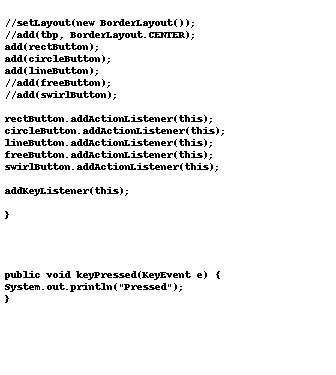 //setLayout(new BorderLayout());
//add(tbp, BorderLayout.CENTER);
add(rectButton);
add(circleButton);
add(lineButton);
//add(freeButton);
//add(swirlButton);
rectButton.addActionListener(this);
circleButton.addActionListener(this);
lineButton.addActionListener(this);
freeButton.addActionListener(this);
swirlButton.addActionListener(this);
addKeyListener(this);
}
public void keyPressed(KeyEvent e) {
System.out.println("Pressed");
}